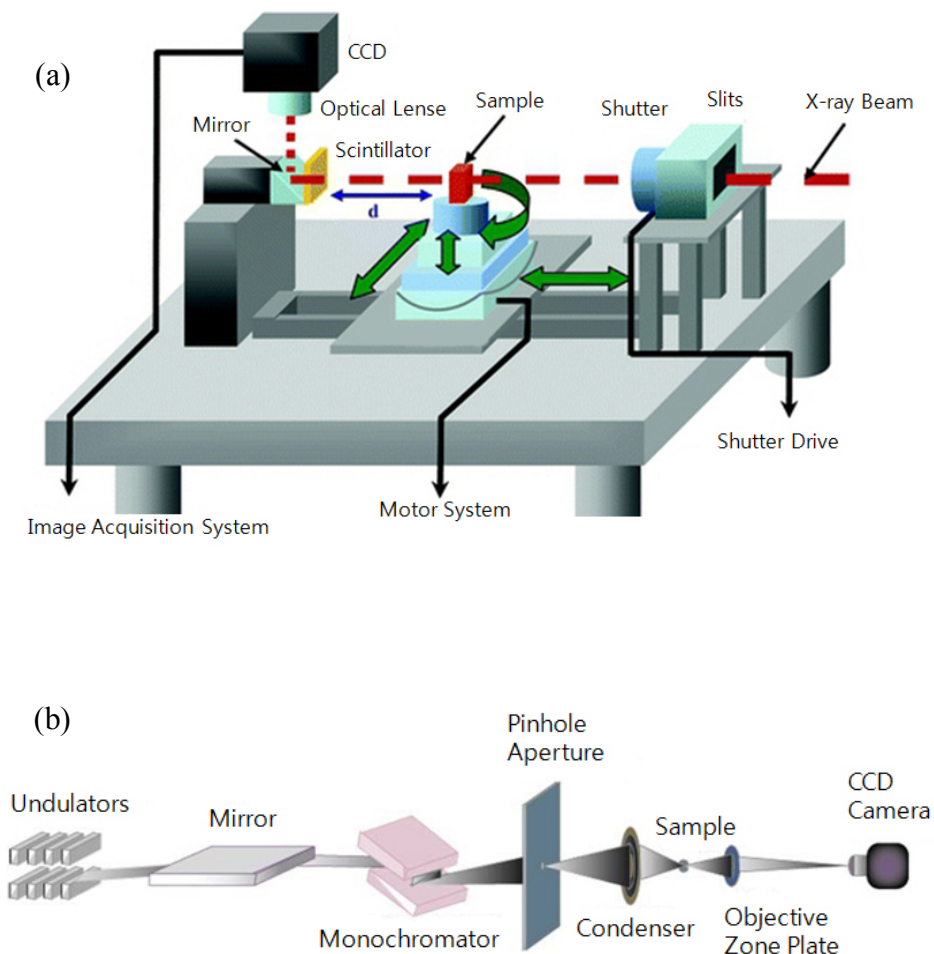 (a)
CCD
Optical Lense
Mirror
Scintillator
Sample
Shutter
Slits
X-ray Beam
d
Shutter Drive
Motor System
Image Acquisition System
(b)
Undulators
Mirror
Monochromator
Pinhole
Aperture
Condenser
Sample
Objective
Zone Plate
CCD
Camera